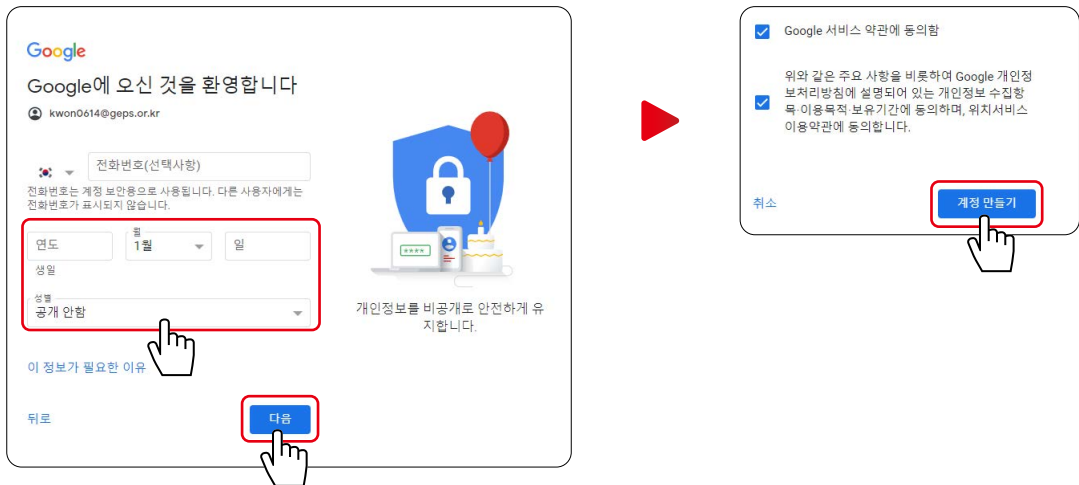 Google
Google에 오신 것을 환영합니다
kwon0614@geps.or.kr
전화번호(선택사항)
전화번호는 계정 보안용으로 사용됩니다. 다른 사용자에게는
전화번호가 표시되지 않습니다.
연도
월
1월
일
생일
성별
공개 안함
이 정보가 필요한 이유
뒤로
다음
****
개인정보를 비공개로 안전하게 유
지합니다.
Google 서비스 약관에 동의함
위와 같은 주요 사항을 비롯하여 Google 개인정
보처리방침에 설명되어 있는 개인정보 수집항
목·이용목적·보유기간에 동의하며, 위치서비스
이용약관에 동의합니다.
취소
계정 만들기